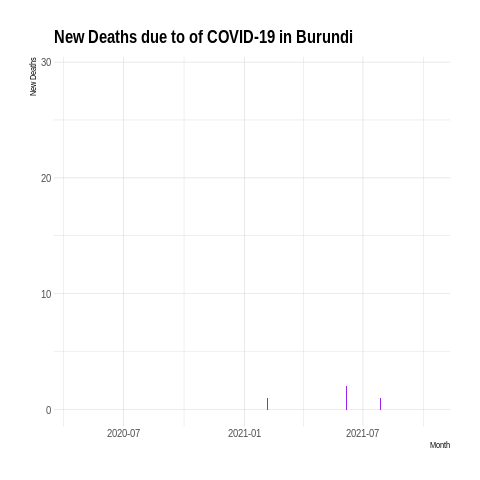 New Deaths due to of COVID-19 in Burundi
New Deaths
30
20
10
0
2020-07
2021-01
2021-07
Month